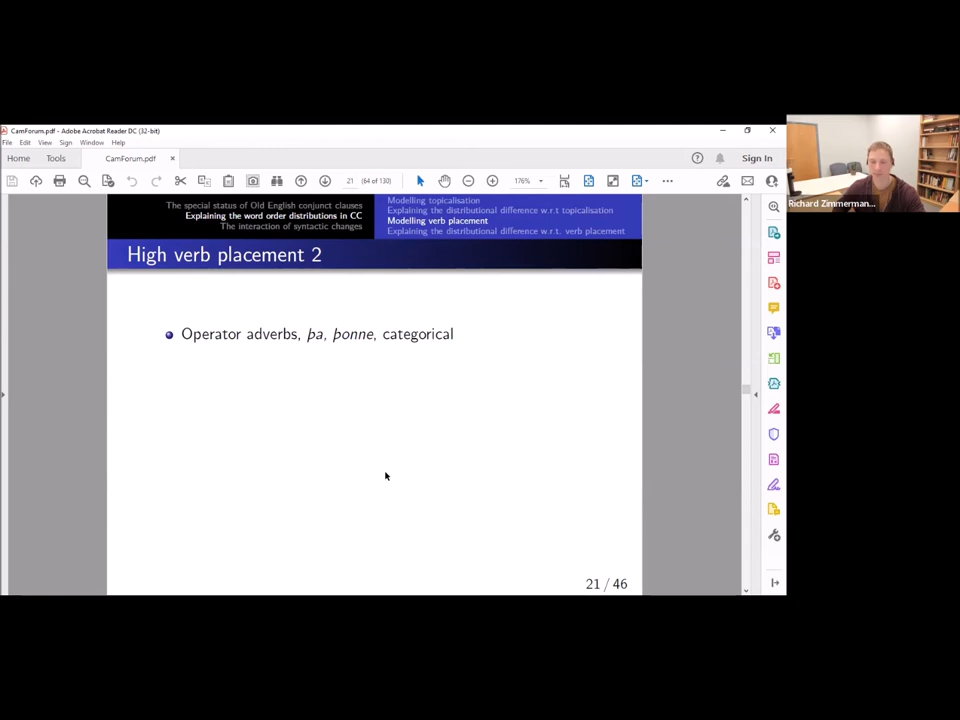 CamForum.pdf - Adobe Acrobat Reader DC (32-bit)
File Edit View Sign Window Help
Home Tools CamForum.pdf × Sign In
21 (64 of 130) 176%
The special status of Old English conjunct clauses
Explaining the word order distributions in CC
The interaction of syntactic changes
Modelling topicalisation
Explaining the distributional difference w.r.t topicalisation
Modelling verb placement
Explaining the distributional difference w.r.t. verb placement
High verb placement 2
Operator adverbs, þa, þonne, categorical
21 / 46
Richard Zimmerman...